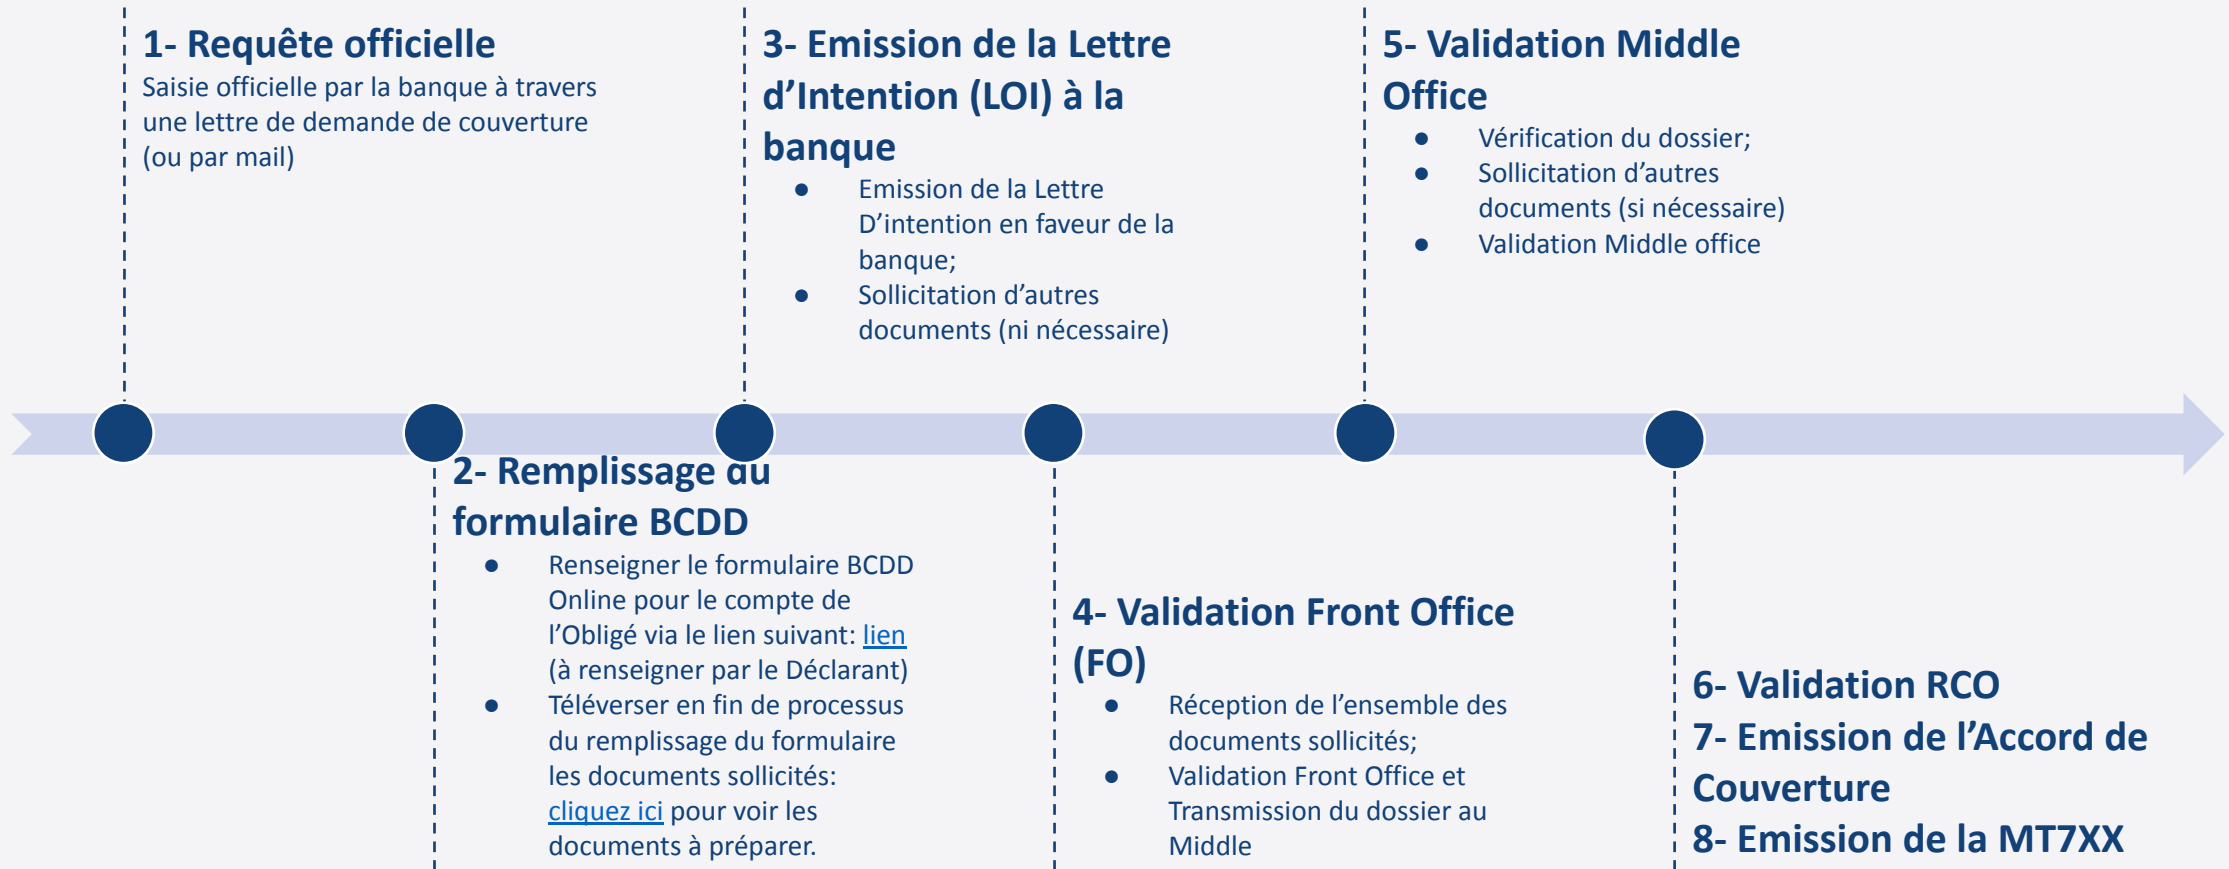 1- Requête officielle
Saisie officielle par la banque à travers
une lettre de demande de couverture
(ou par mail)
2- Remplissage du
formulaire BCDD
● Renseigner le formulaire BCDD
Online pour le compte de
l’Obligé via le lien suivant: lien
(à renseigner par le Déclarant)
● Téléverser en fin de processus
du remplissage du formulaire
les documents sollicités:
cliquez ici pour voir les
documents à préparer.
3- Emission de la Lettre
d’Intention (LOI) à la
banque
● Emission de la Lettre
D’intention en faveur de la
banque;
● Sollicitation d’autres
documents (ni nécessaire)
4- Validation Front Office
(FO)
● Réception de l’ensemble des
documents sollicités;
● Validation Front Office et
Transmission du dossier au
Middle
5- Validation Middle
Office
● Vérification du dossier;
● Sollicitation d’autres
documents (si nécessaire)
● Validation Middle office
6- Validation RCO
7- Emission de l’Accord de
Couverture
8- Emission de la MT7XX